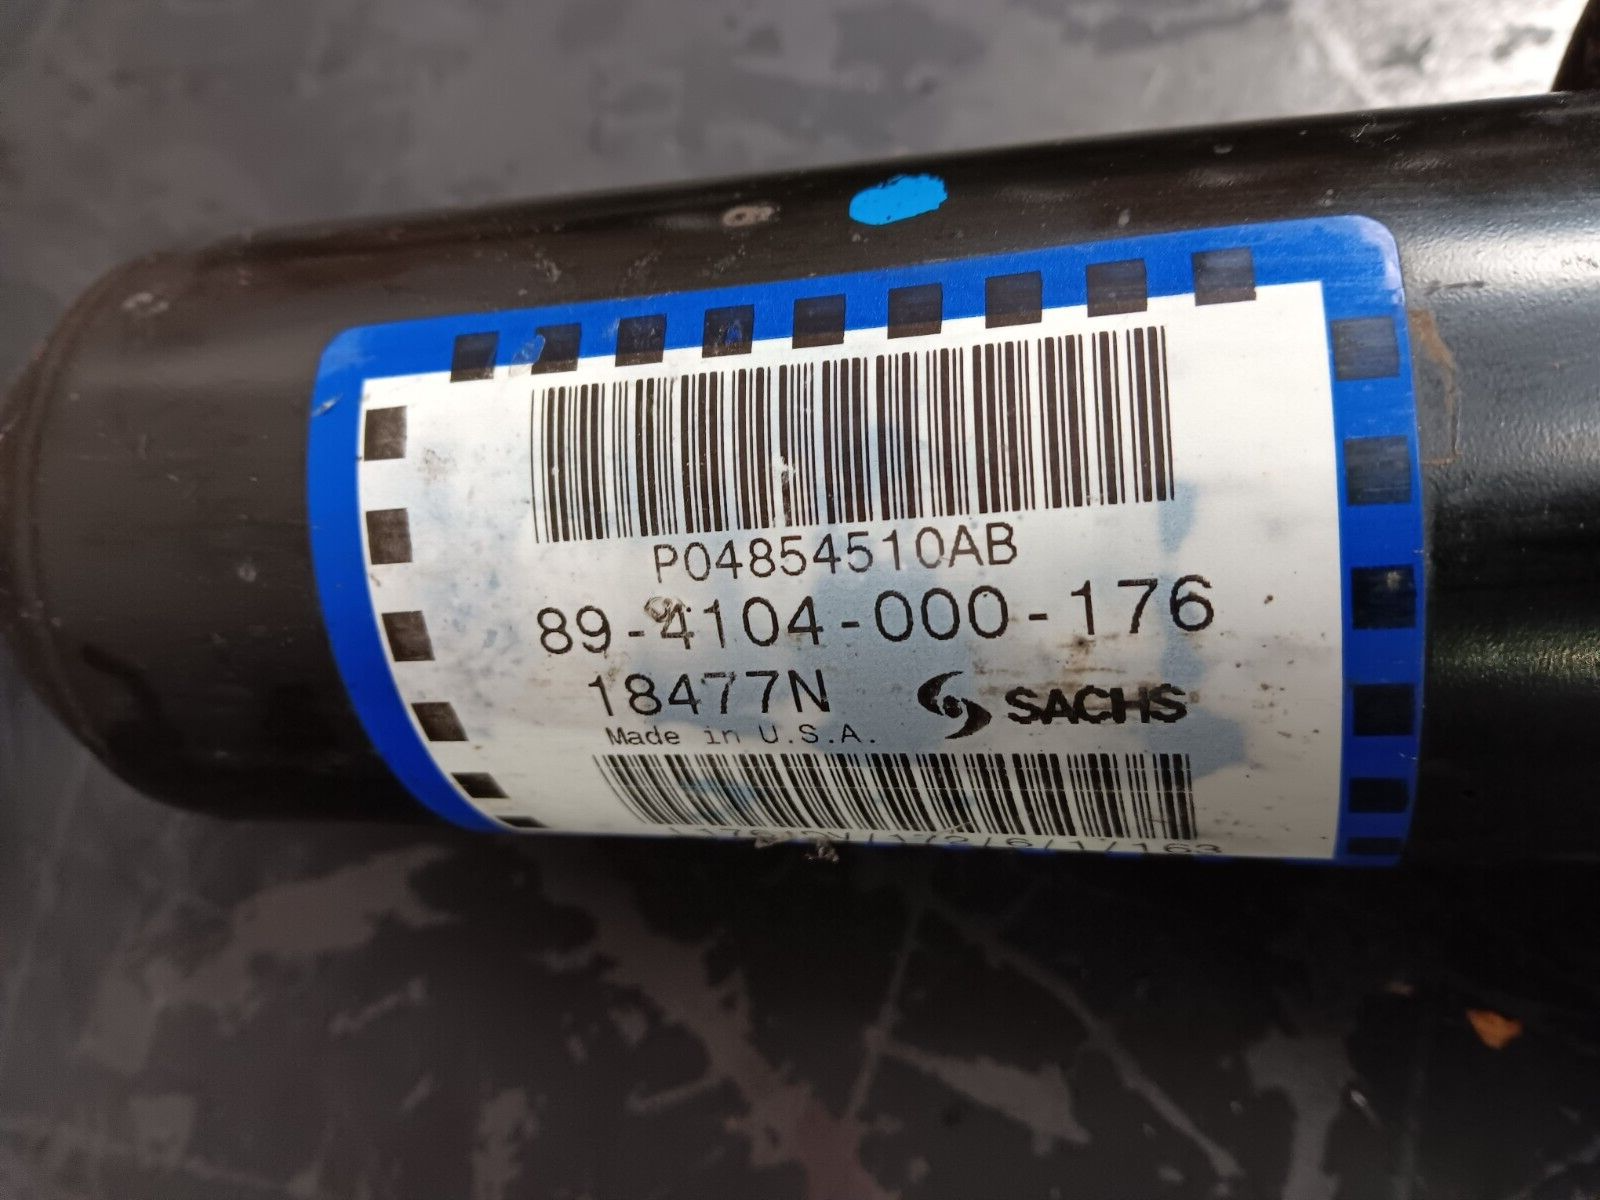 P04854510AB
89-4104-000-176
18477N SACHS
Made in U.S.A.